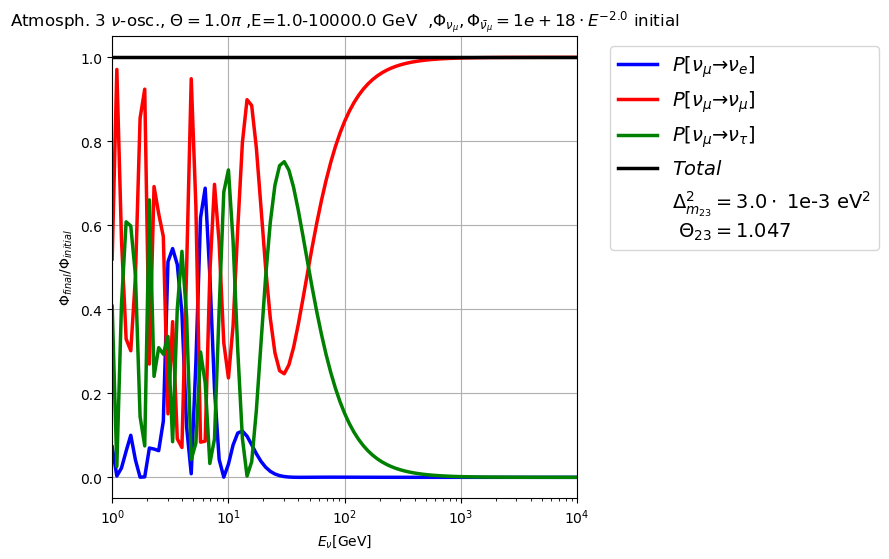 Atmosph. 3 ν-osc., Θ = 1.0π ,E=1.0-10000.0 GeV ,Φ_{ν_μ}, Φ_{ν̄_μ} = 1e + 18 · E^{−2.0} initial
1.0
0.8
0.6
0.4
0.2
0.0
Φ_{final}/Φ_{initial}
10^0
10^1
10^2
10^3
10^4
E_ν[GeV]
P[ν_μ→ν_e]
P[ν_μ→ν_μ]
P[ν_μ→ν_τ]
Total
Δ^2_{m_{23}} = 3.0 · 1e-3 eV^2
Θ_{23} = 1.047